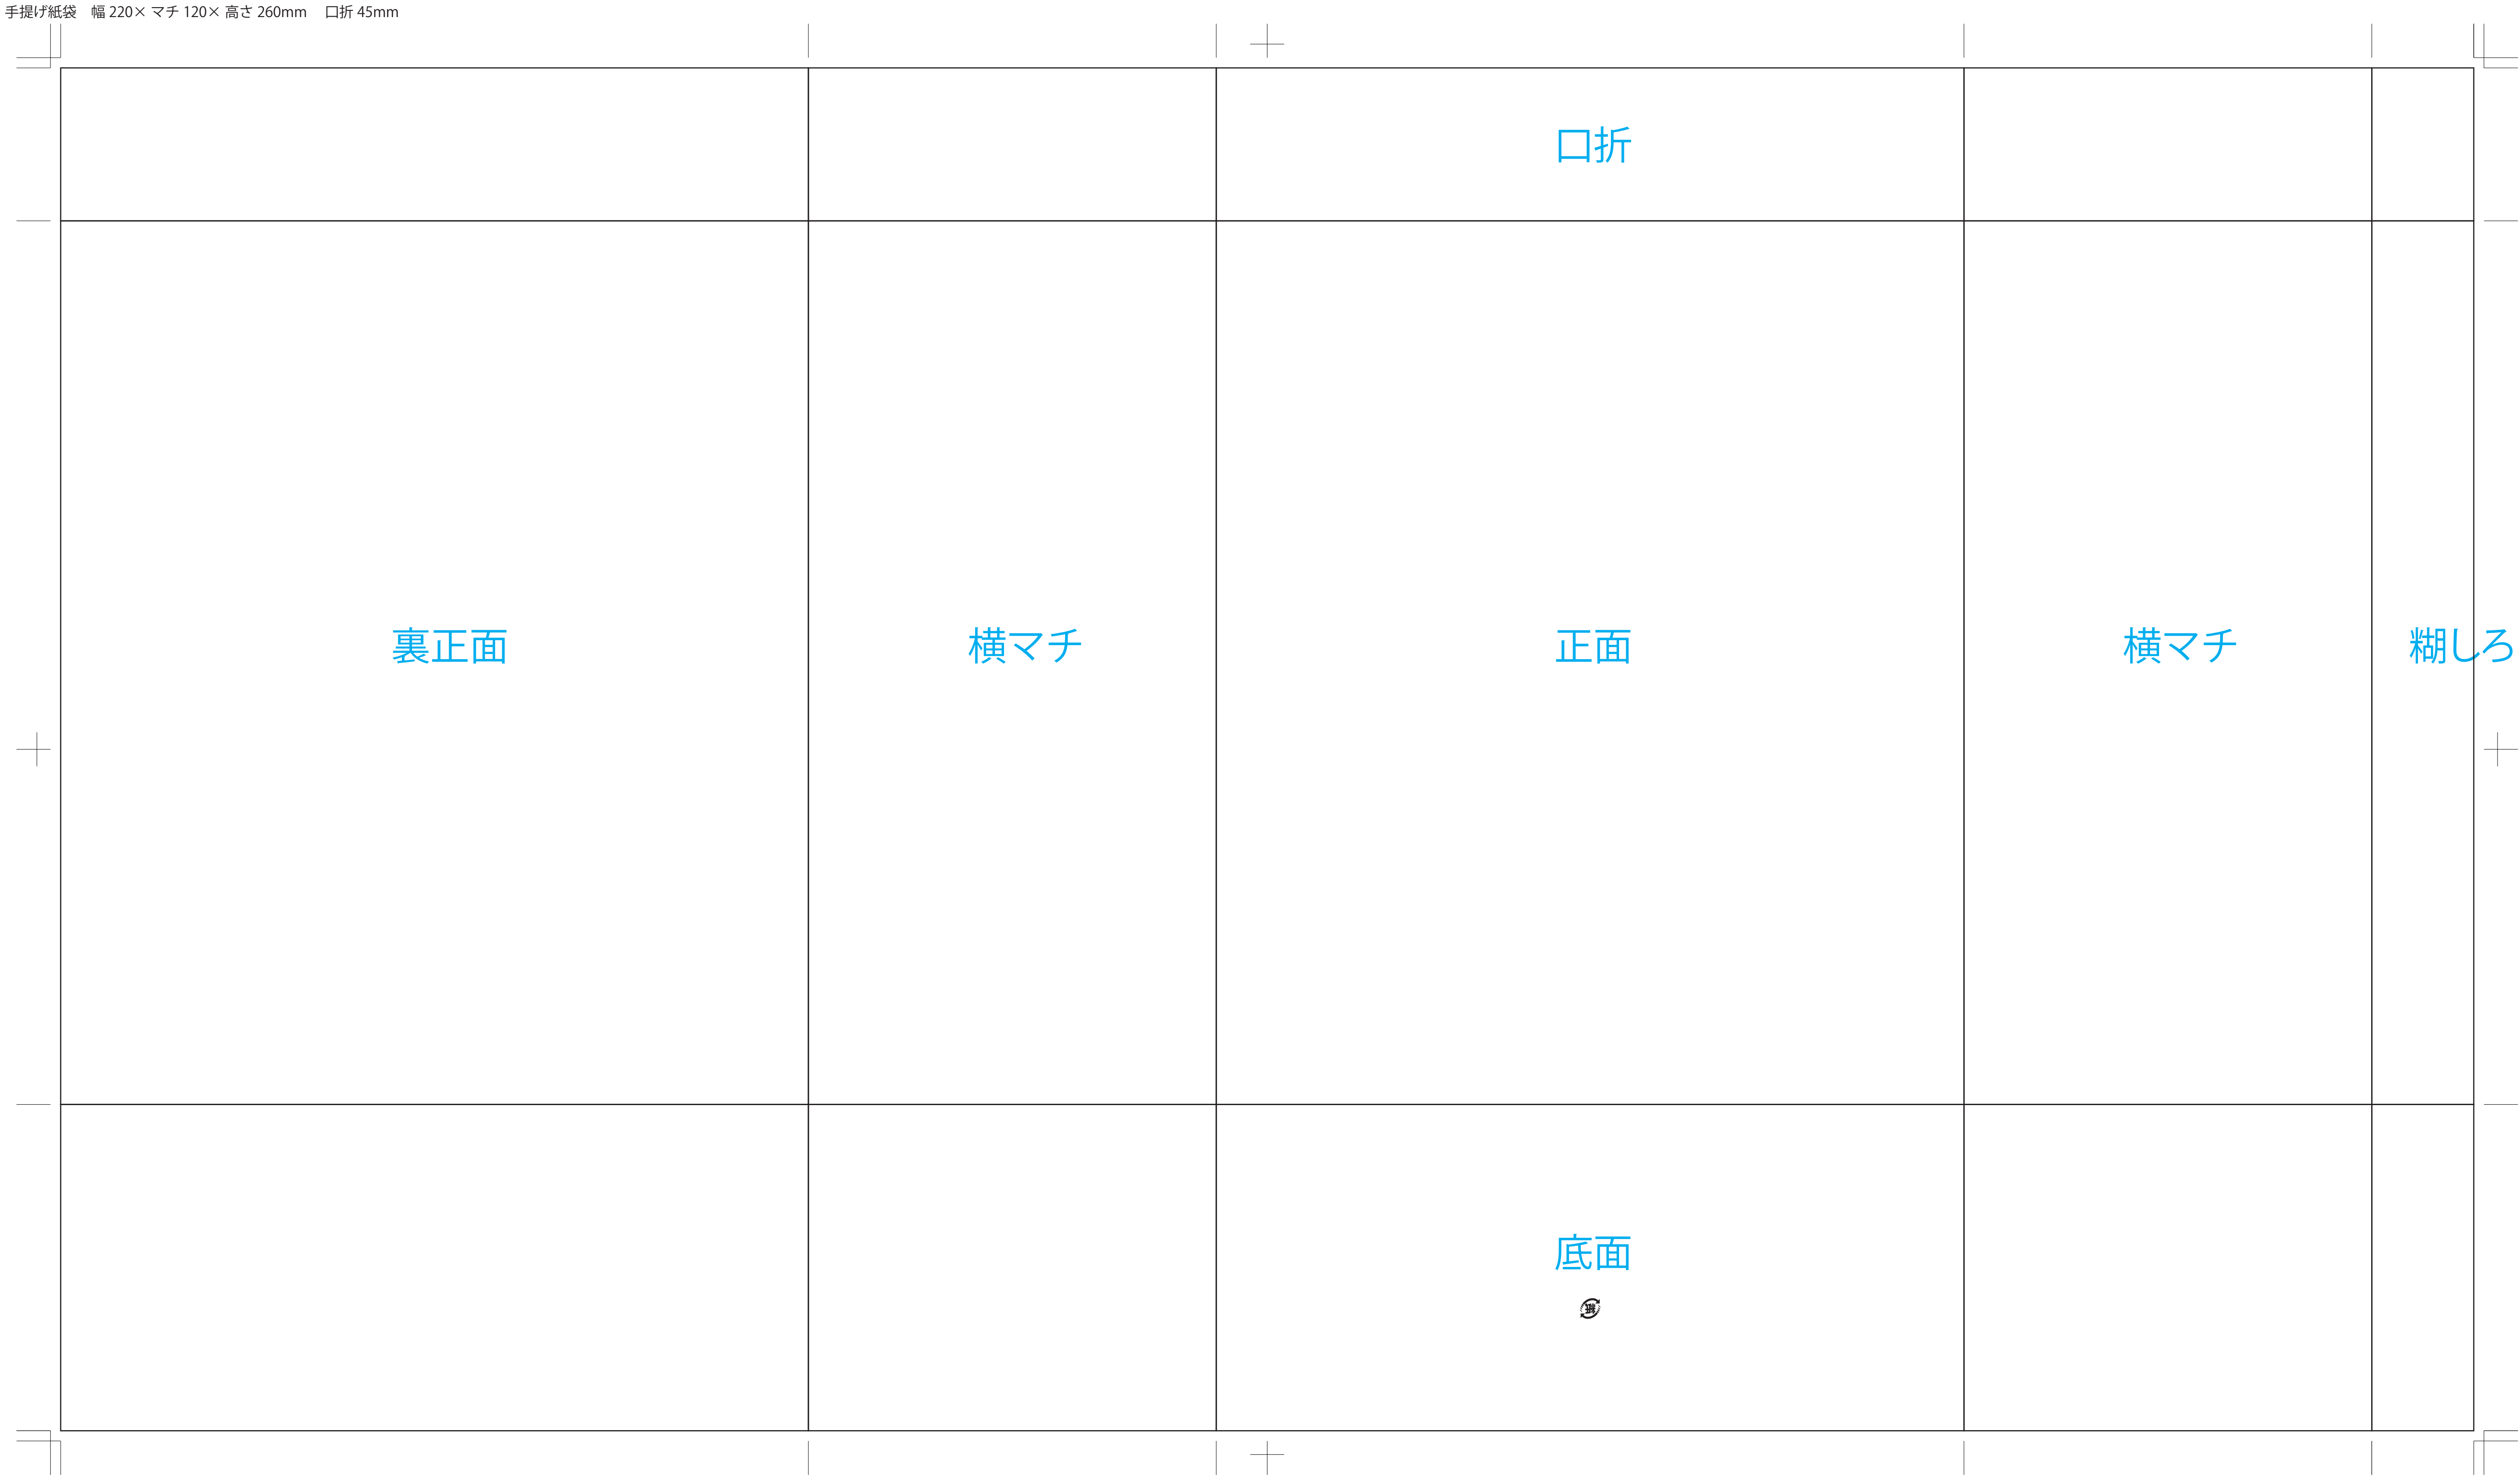 手提げ紙袋　幅 220× マチ 120× 高さ 260mm　口折 45mm
口折
裏正面
横マチ
正面
横マチ
糊しろ
底面
紙